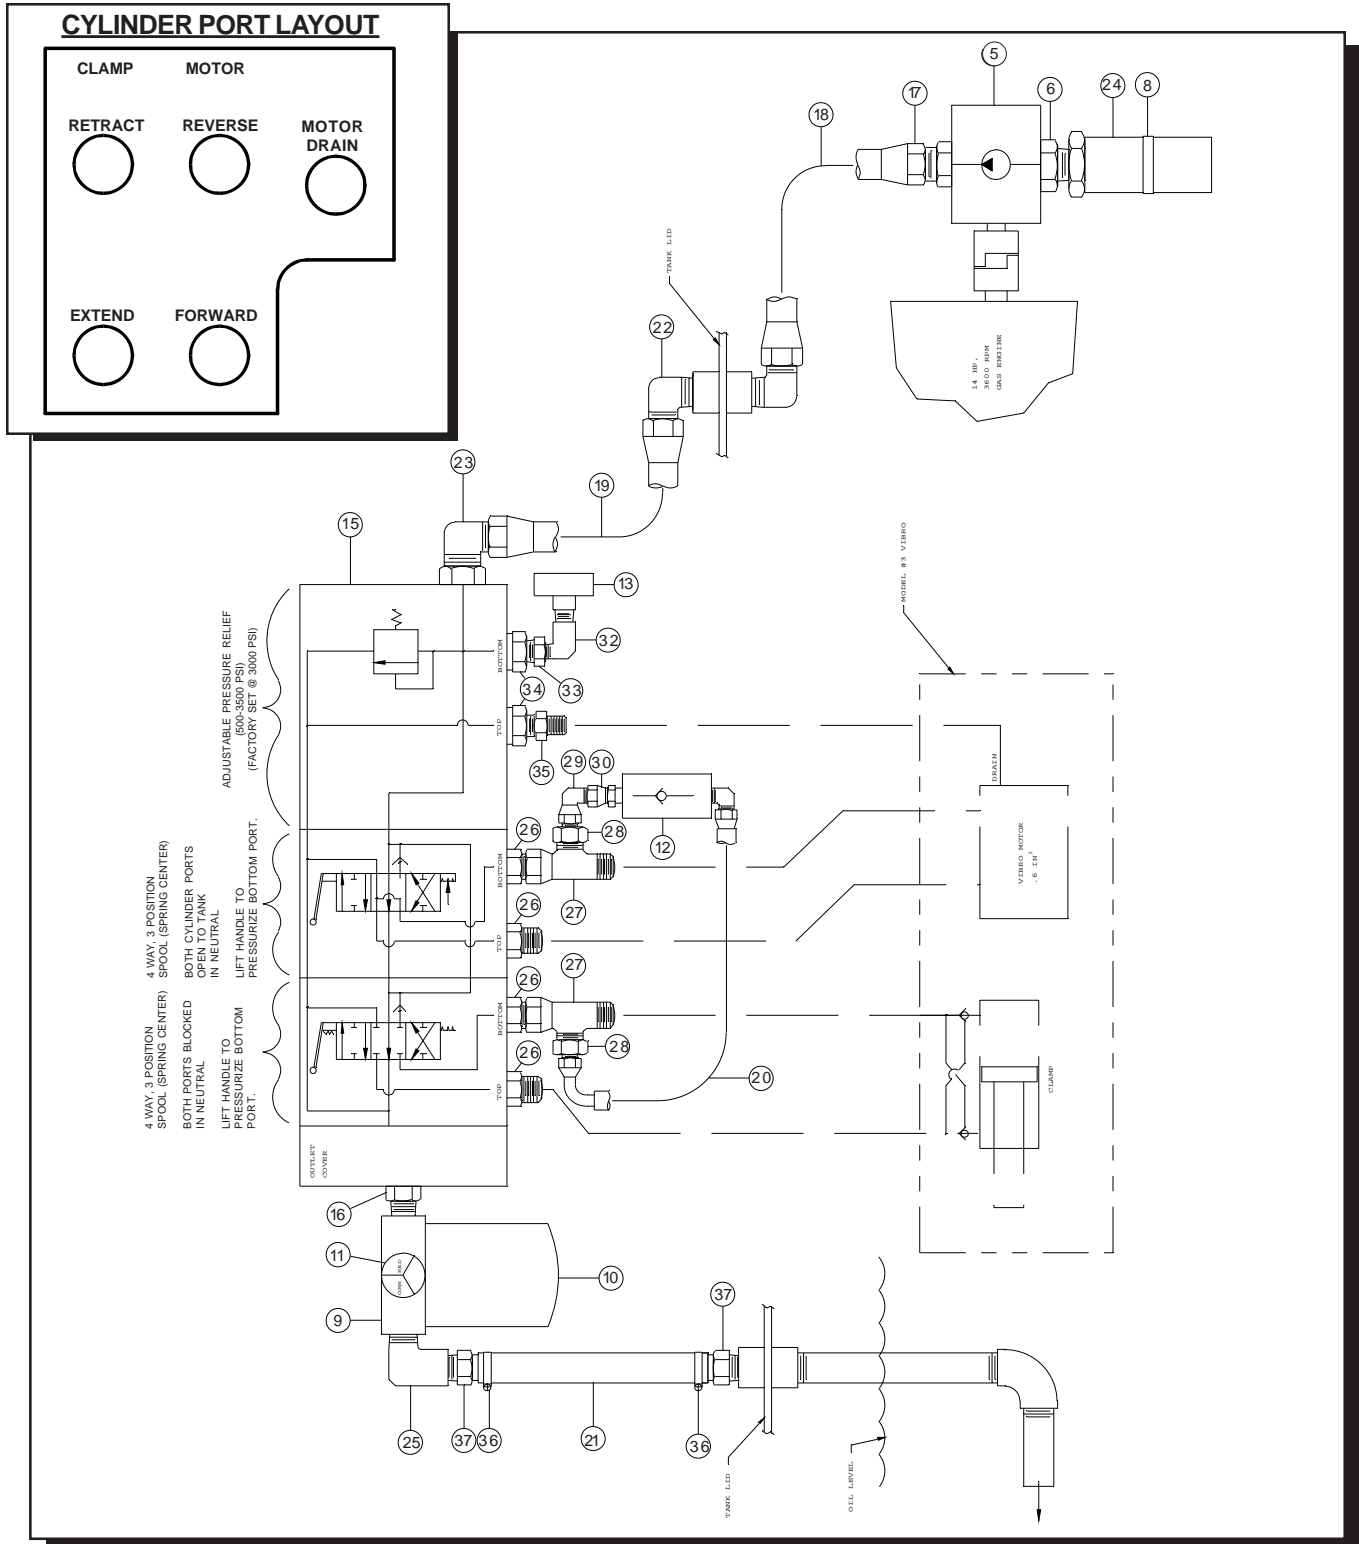 CYLINDER PORT LAYOUT
CLAMP MOTOR
RETRACT REVERSE MOTOR
DRAIN
EXTEND FORWARD
5
17
6
24
8
18
TANK LID
22
14 HP,
3600 RPM
GAS ENGINE
23
19
15
13
MODEL #3 VIBRO
ADJUSTABLE PRESSURE RELIEF
(500-3500 PSI)
(FACTORY SET @ 3000 PSI)
BOTTOM
32
33
34
TOP
35
DRAIN
29
30
12
28
26
BOTTOM
27
VIBRO MOTOR
.6 IN³
4 WAY, 3 POSITION
SPOOL (SPRING CENTER)
BOTH CYLINDER PORTS
OPEN TO TANK
IN NEUTRAL
LIFT HANDLE TO
PRESSURIZE BOTTOM PORT.
26
TOP
27
26
BOTTOM
28
4 WAY, 3 POSITION
SPOOL (SPRING CENTER)
BOTH PORTS BLOCKED
IN NEUTRAL
LIFT HANDLE TO
PRESSURIZE BOTTOM
PORT.
26
TOP
20
CLAMP
OUTLET
COVER
16
11
GRN
RED
10
9
37
25
37
36
21
36
TANK LID
OIL LEVEL